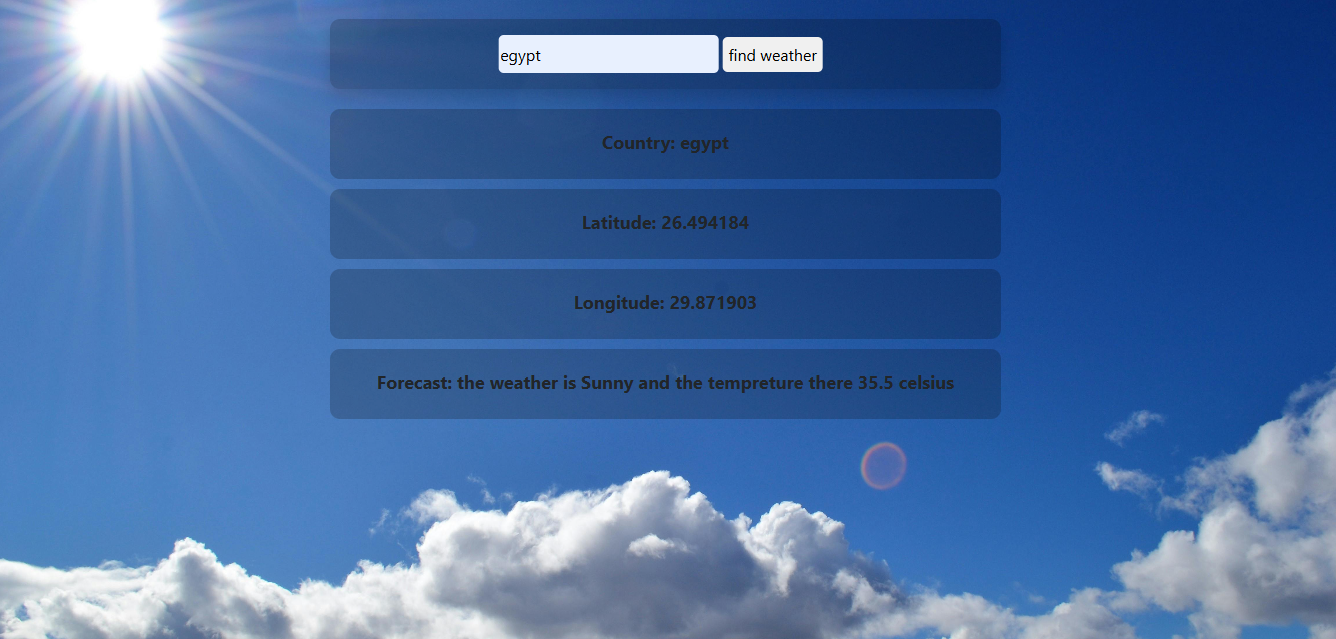 egypt find weather
Country: egypt
Latitude: 26.494184
Longitude: 29.871903
Forecast: the weather is Sunny and the tempreture there 35.5 celsius